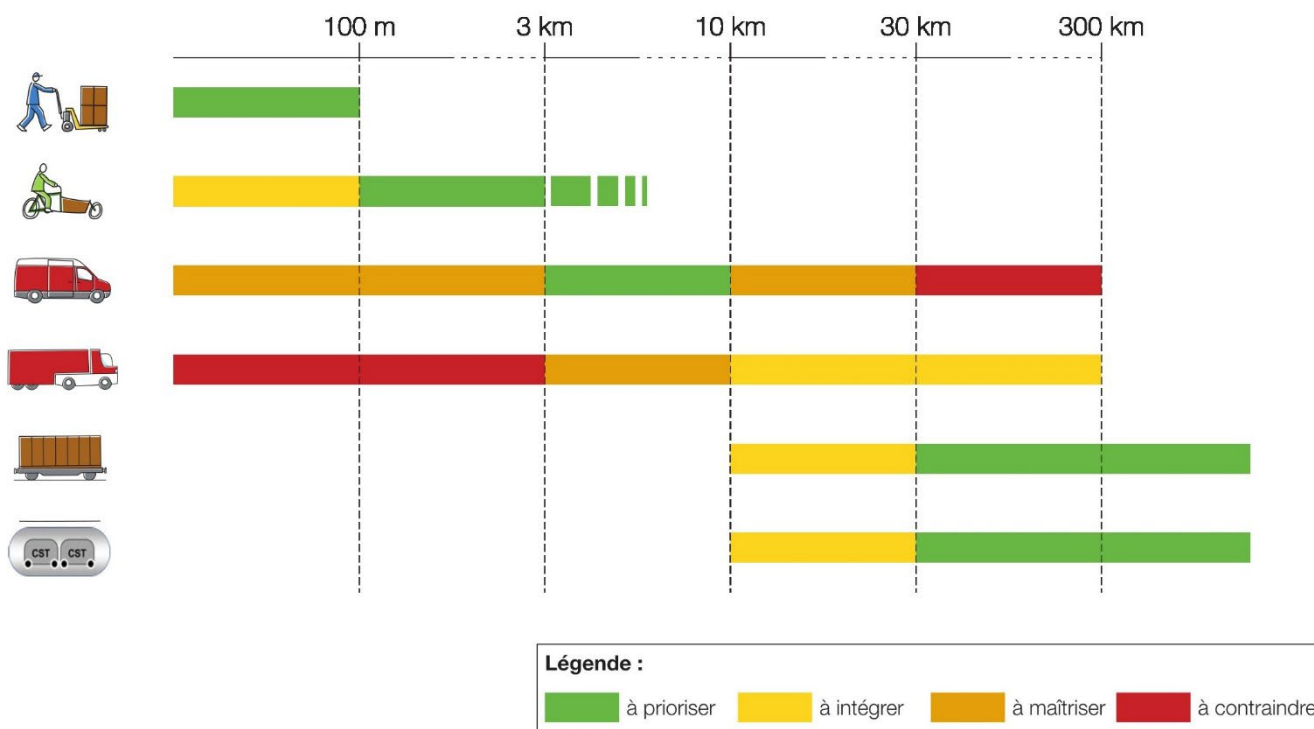 100 m 3 km 10 km 30 km 300 km
CST CST
Légende :
à prioriser à intégrer à maîtriser à contraindre